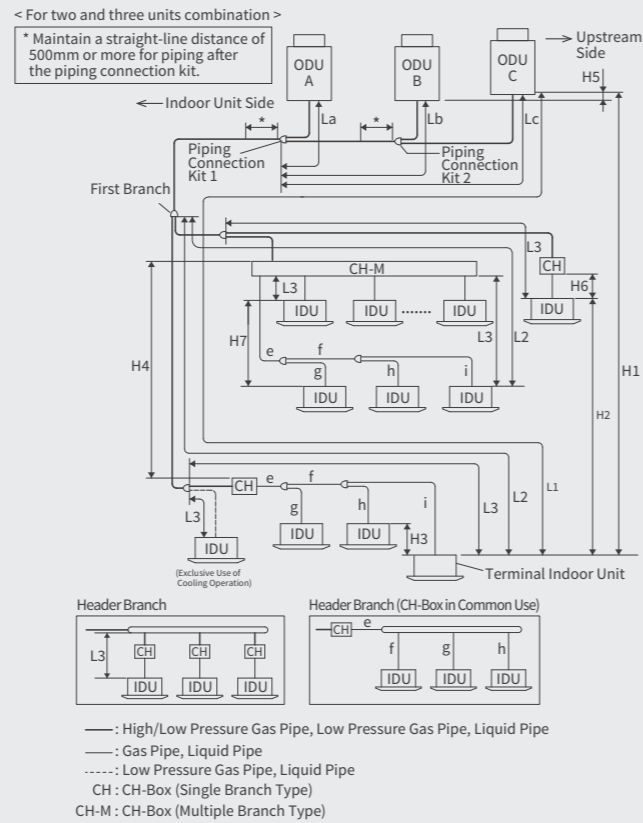 < For two and three units combination >
* Maintain a straight-line distance of
500mm or more for piping after
the piping connection kit.
ODU
A
ODU
B
ODU
C
Upstream
Side
H5
Indoor Unit Side
La
Lb
Lc
*
*
Piping
Connection
Kit 1
Piping
Connection
Kit 2
First Branch
L3
CH
H6
IDU
CH-M
L3
IDU
IDU
IDU
H7
H4
e
f
g
h
i
L3
L2
IDU
IDU
IDU
H1
H2
CH
e
f
g
h
i
L3
L2
L1
L3
IDU
IDU
IDU
H3
(Exclusive Use of
Cooling Operation)
Terminal Indoor Unit
Header Branch
L3
CH
CH
CH
IDU
IDU
IDU
Header Branch (CH-Box in Common Use)
CH
e
f
g
h
IDU
IDU
IDU
: High/Low Pressure Gas Pipe, Low Pressure Gas Pipe, Liquid Pipe
: Gas Pipe, Liquid Pipe
: Low Pressure Gas Pipe, Liquid Pipe
CH : CH-Box (Single Branch Type)
CH-M : CH-Box (Multiple Branch Type)